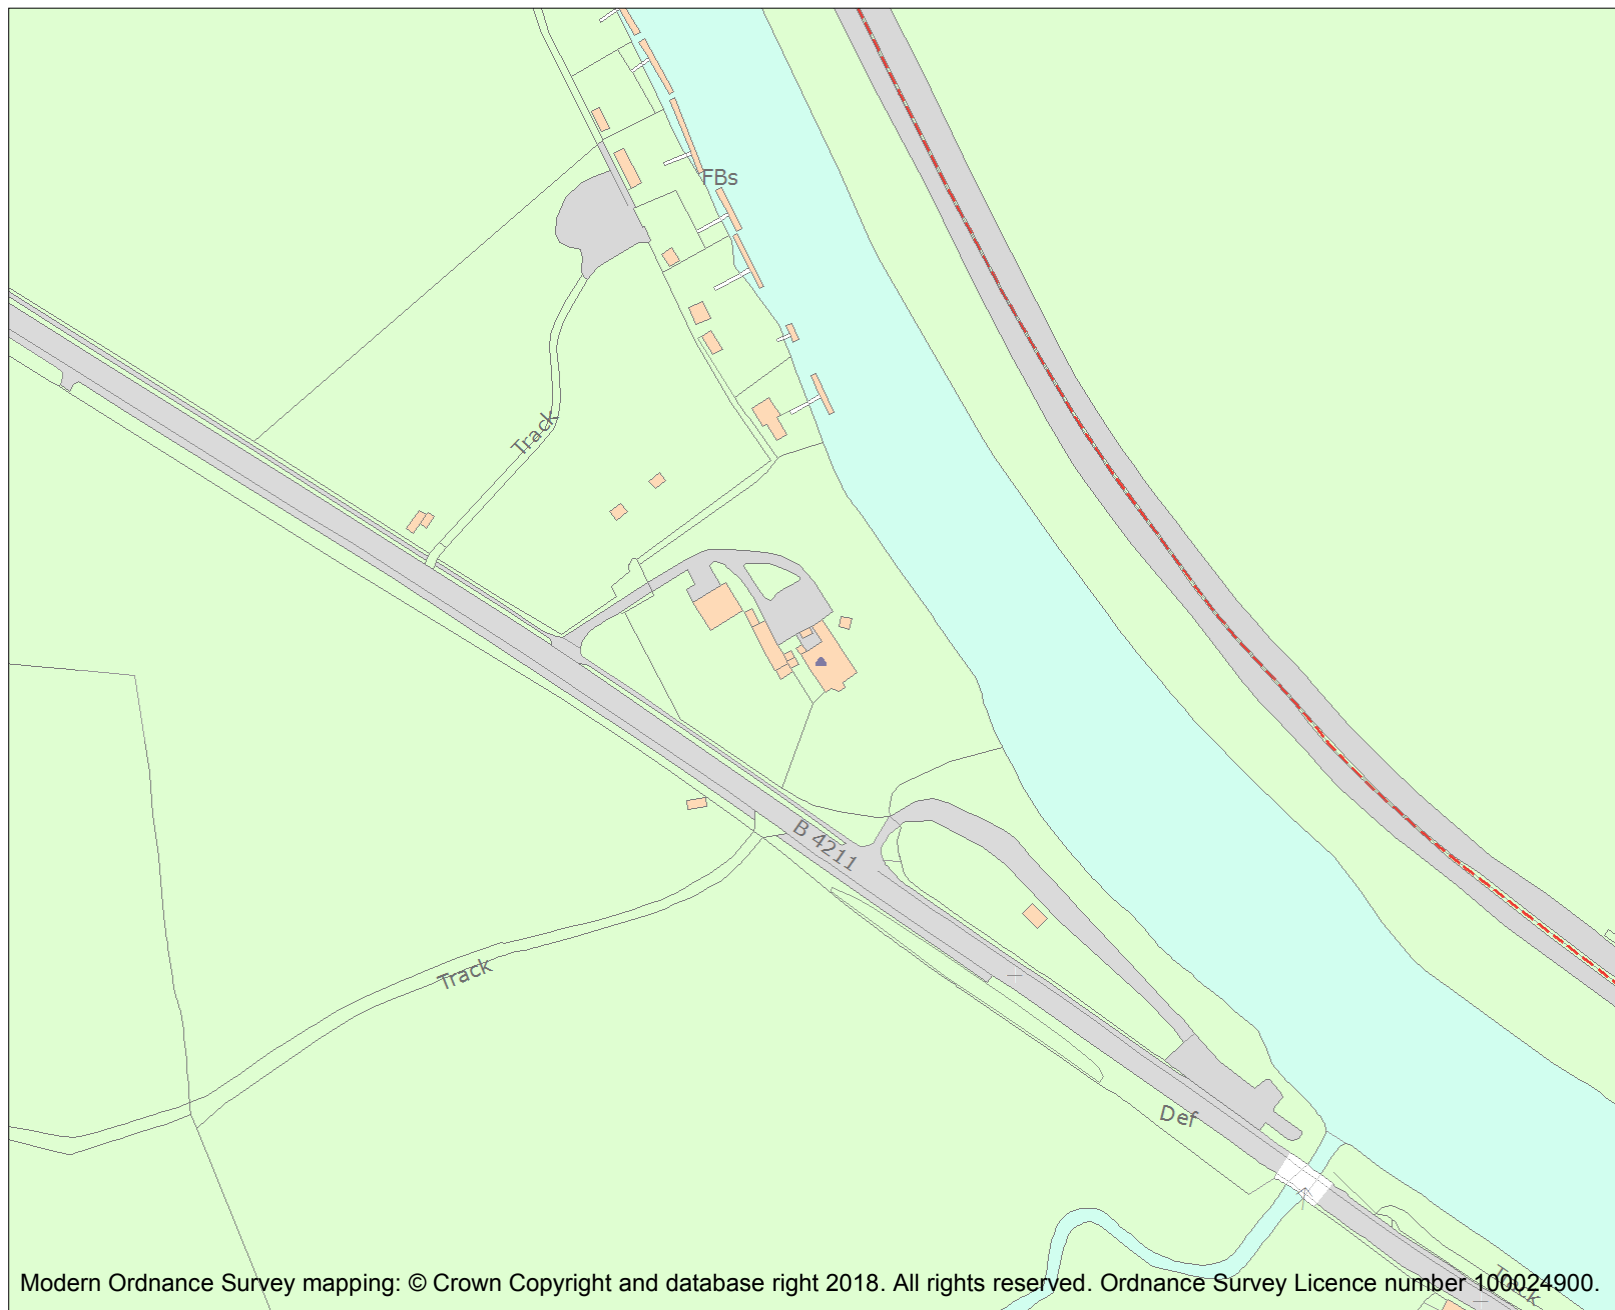 FBs
Track
B 4211
Track
Def
Track
Modern Ordnance Survey mapping: © Crown Copyright and database right 2018. All rights reserved. Ordnance Survey Licence number 100024900.